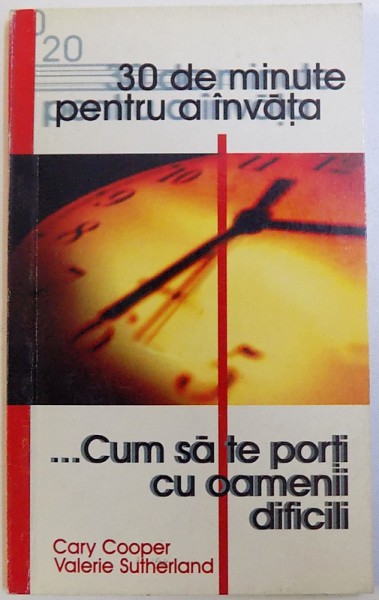 20
30 de minute
pentru a învăța
...Cum să te porți
cu oamenii
dificili
Cary Cooper
Valerie Sutherland